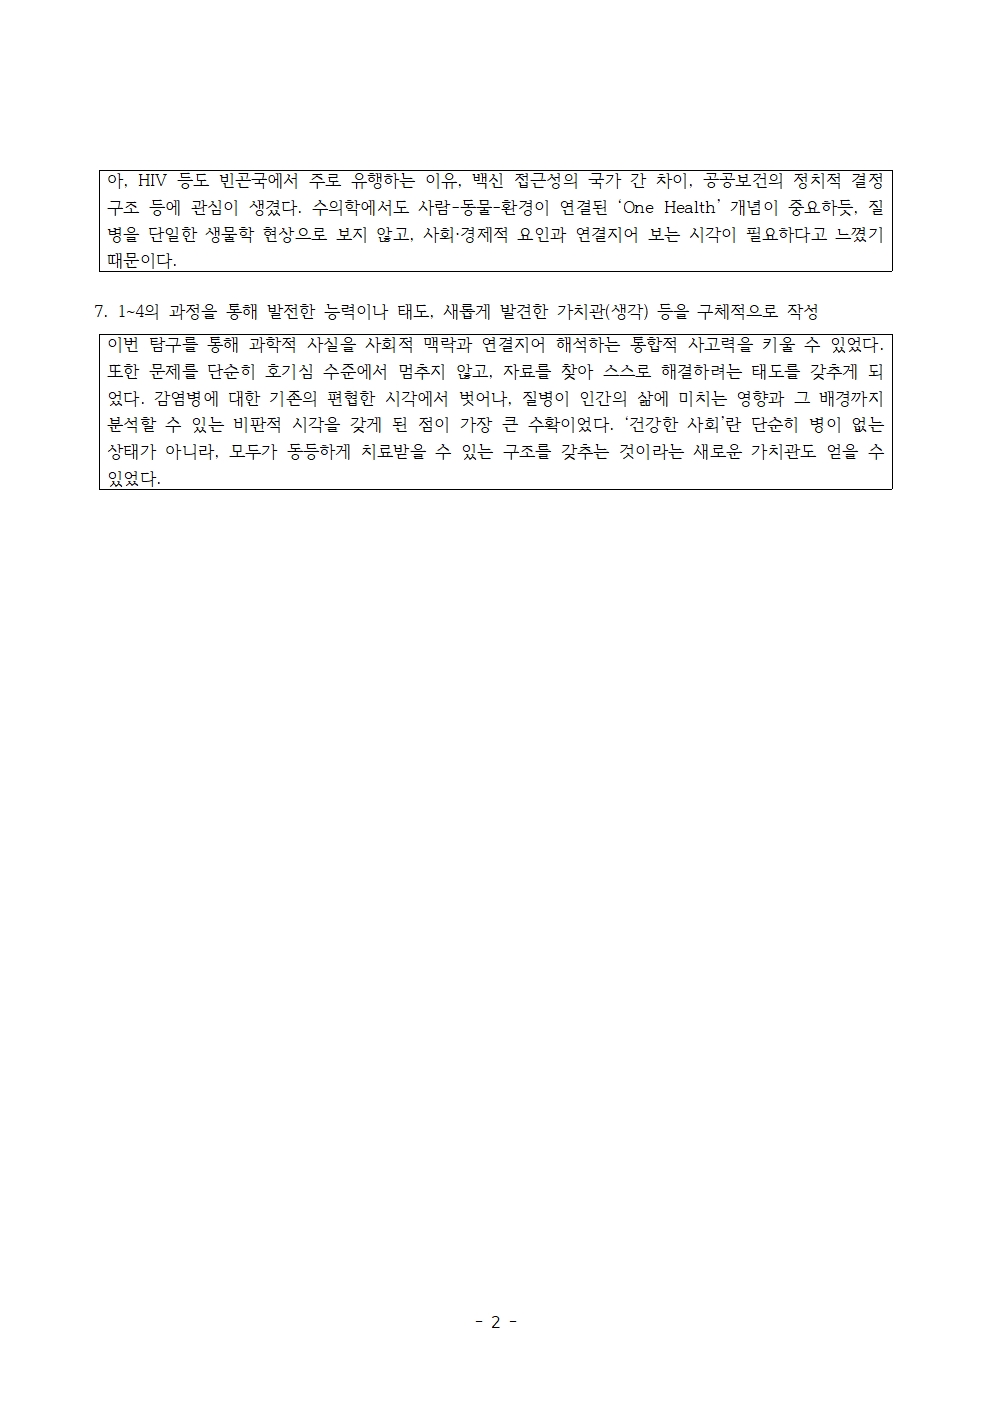 아, HIV 등도 빈곤국에서 주로 유행하는 이유, 백신 접근성의 국가 간 차이, 공공보건의 정치적 결정
구조 등에 관심이 생겼다. 수의학에서도 사람-동물-환경이 연결된 ‘One Health’ 개념이 중요하듯, 질
병을 단일한 생물학 현상으로 보지 않고, 사회·경제적 요인과 연결지어 보는 시각이 필요하다고 느꼈기
때문이다.
7. 1~4의 과정을 통해 발전한 능력이나 태도, 새롭게 발견한 가치관(생각) 등을 구체적으로 작성
이번 탐구를 통해 과학적 사실을 사회적 맥락과 연결지어 해석하는 통합적 사고력을 키울 수 있었다.
또한 문제를 단순히 호기심 수준에서 멈추지 않고, 자료를 찾아 스스로 해결하려는 태도를 갖추게 되
었다. 감염병에 대한 기존의 편협한 시각에서 벗어나, 질병이 인간의 삶에 미치는 영향과 그 배경까지
분석할 수 있는 비판적 시각을 갖게 된 점이 가장 큰 수확이었다. ‘건강한 사회’란 단순히 병이 없는
상태가 아니라, 모두가 동등하게 치료받을 수 있는 구조를 갖추는 것이라는 새로운 가치관도 얻을 수
있었다.
- 2 -